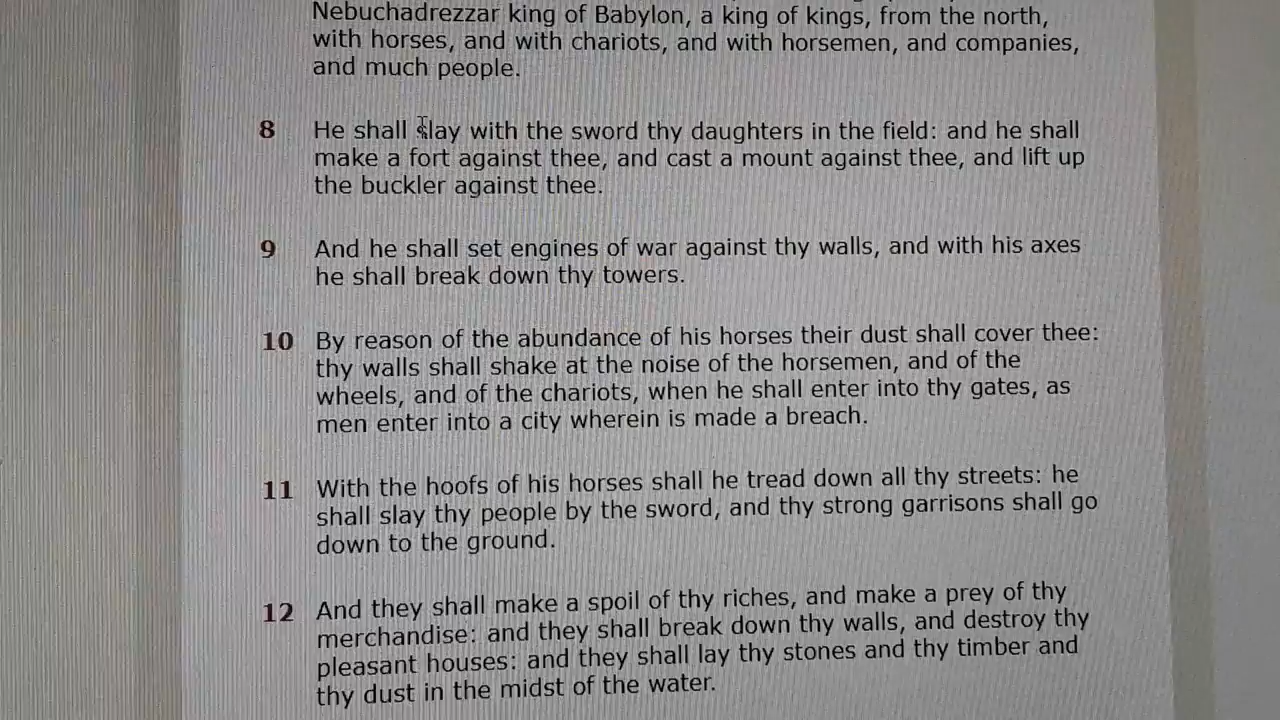 Nebuchadrezzar king of Babylon, a king of kings, from the north,
with horses, and with chariots, and with horsemen, and companies,
and much people.
8 He shall slay with the sword thy daughters in the field: and he shall
make a fort against thee, and cast a mount against thee, and lift up
the buckler against thee.
9 And he shall set engines of war against thy walls, and with his axes
he shall break down thy towers.
10 By reason of the abundance of his horses their dust shall cover thee:
thy walls shall shake at the noise of the horsemen, and of the
wheels, and of the chariots, when he shall enter into thy gates, as
men enter into a city wherein is made a breach.
11 With the hoofs of his horses shall he tread down all thy streets: he
shall slay thy people by the sword, and thy strong garrisons shall go
down to the ground.
12 And they shall make a spoil of thy riches, and make a prey of thy
merchandise: and they shall break down thy walls, and destroy thy
pleasant houses: and they shall lay thy stones and thy timber and
thy dust in the midst of the water.